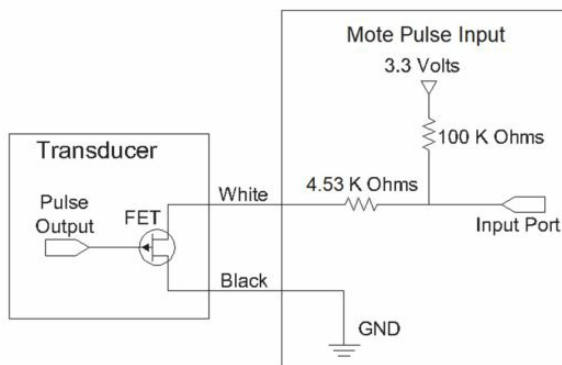 Mote Pulse Input
3.3 Volts
100 K Ohms
Transducer
4.53 K Ohms
White
Pulse
Output
FET
Input Port
Black
GND